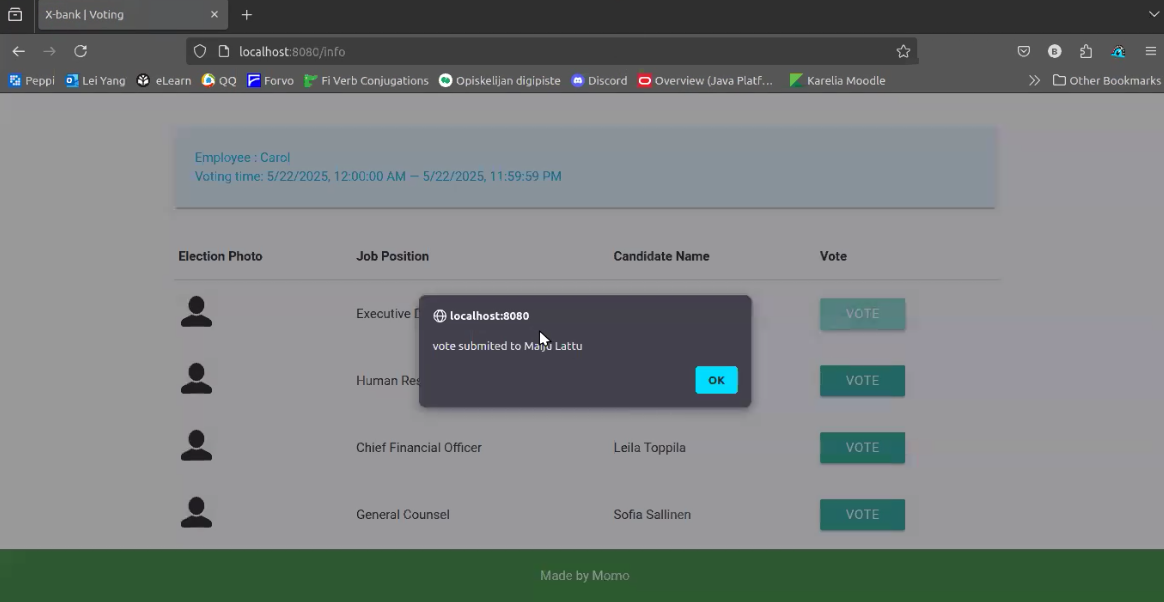 X-bank | Voting
localhost:8080/info
Peppi Lei Yang eLearn QQ Forvo Fi Verb Conjugations Opiskelijan digipiste Discord Overview (Java Platf... Karelia Moodle Other Bookmarks
Employee : Carol
Voting time: 5/22/2025, 12:00:00 AM — 5/22/2025, 11:59:59 PM
Election Photo Job Position Candidate Name Vote
Executive VOTE
localhost:8080
vote submited to Maiju Lattu
Human VOTE
OK
Chief Financial Officer Leila Toppila VOTE
General Counsel Sofia Sallinen VOTE
Made by Momo